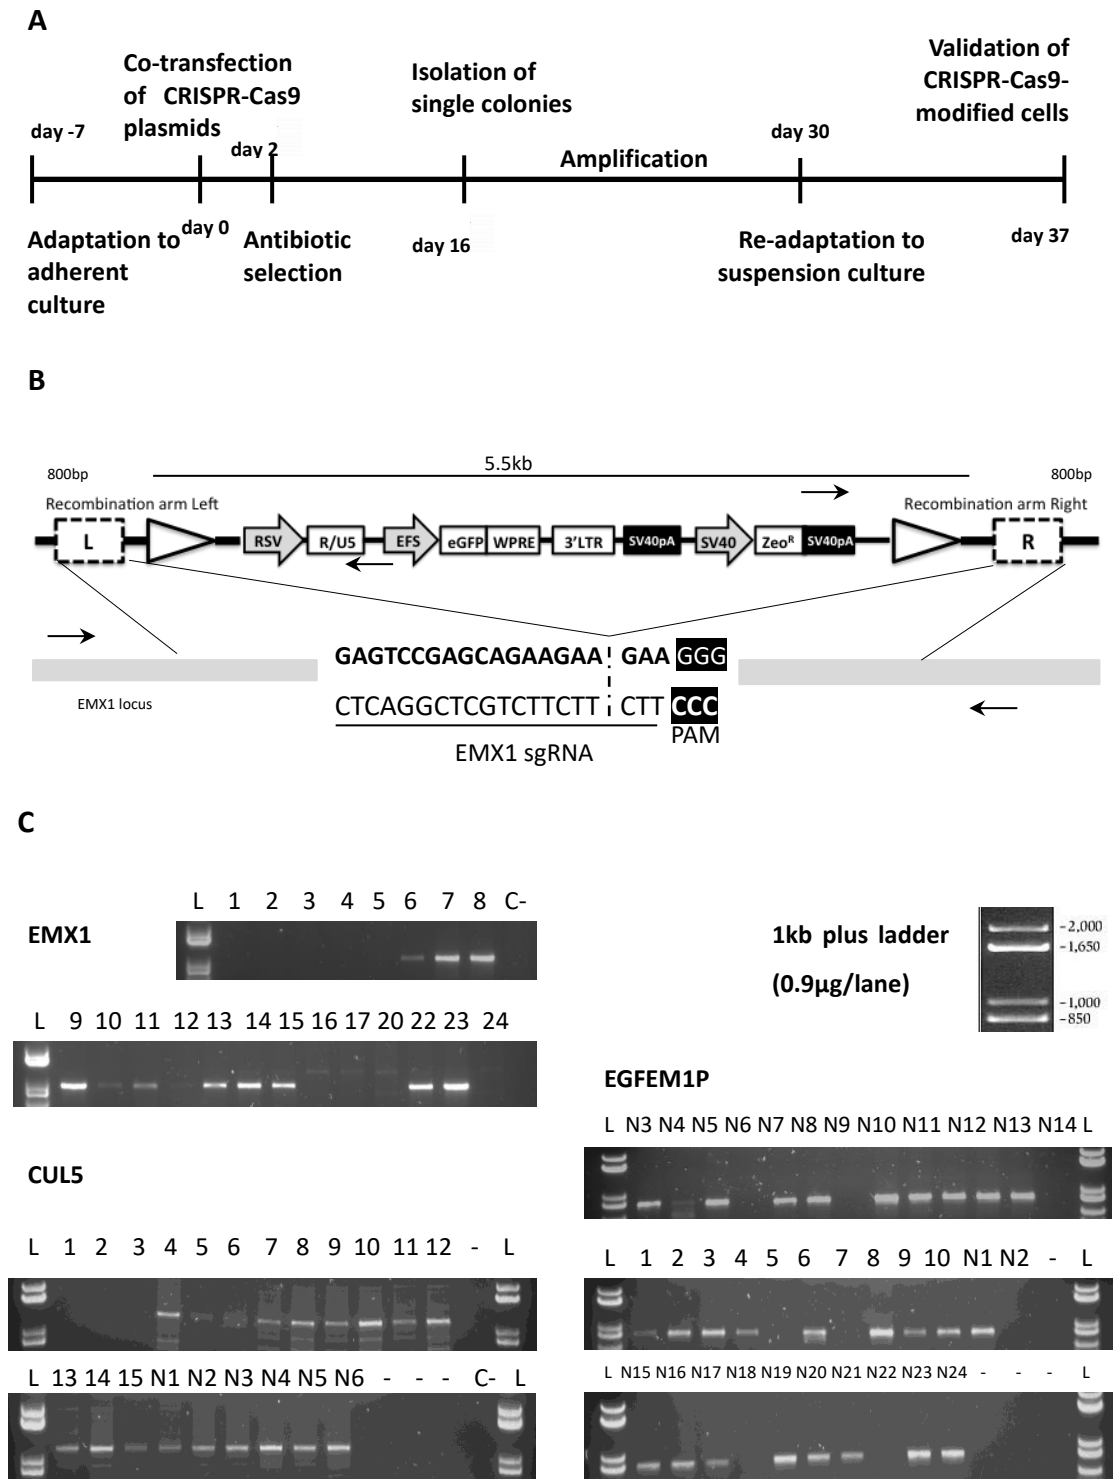 A
Co-transfection
of CRISPR-Cas9
plasmids
Isolation of
single colonies
Validation of
CRISPR-Cas9-
modified cells
day -7
day 2
day 30
Amplification
Adaptation to
adherent
culture
day 0
Antibiotic
selection
day 16
Re-adaptation to
suspension culture
day 37
B
800bp
5.5kb
800bp
Recombination arm Left
Recombination arm Right
L RSV R/U5 EFS eGFP WPRE 3'LTR SV40pA SV40 Zeo^R SV40pA R
GAGTCCGAGCAGAAGAA GAA GGG
EMX1 locus
CTCAGGCTCGTCTTCTT CTT CCC
PAM
EMX1 sgRNA
C
L 1 2 3 4 5 6 7 8 C-
EMX1
L 9 10 11 12 13 14 15 16 17 20 22 23 24
1kb plus ladder
(0.9µg/lane)
-2,000
-1,650
-1,000
-850
CUL5
L 1 2 3 4 5 6 7 8 9 10 11 12 - L
L 13 14 15 N1 N2 N3 N4 N5 N6 - - - C- L
EGFEM1P
L N3 N4 N5 N6 N7 N8 N9 N10 N11 N12 N13 N14 L
L 1 2 3 4 5 6 7 8 9 10 N1 N2 - L
L N15 N16 N17 N18 N19 N20 N21 N22 N23 N24 - - - L